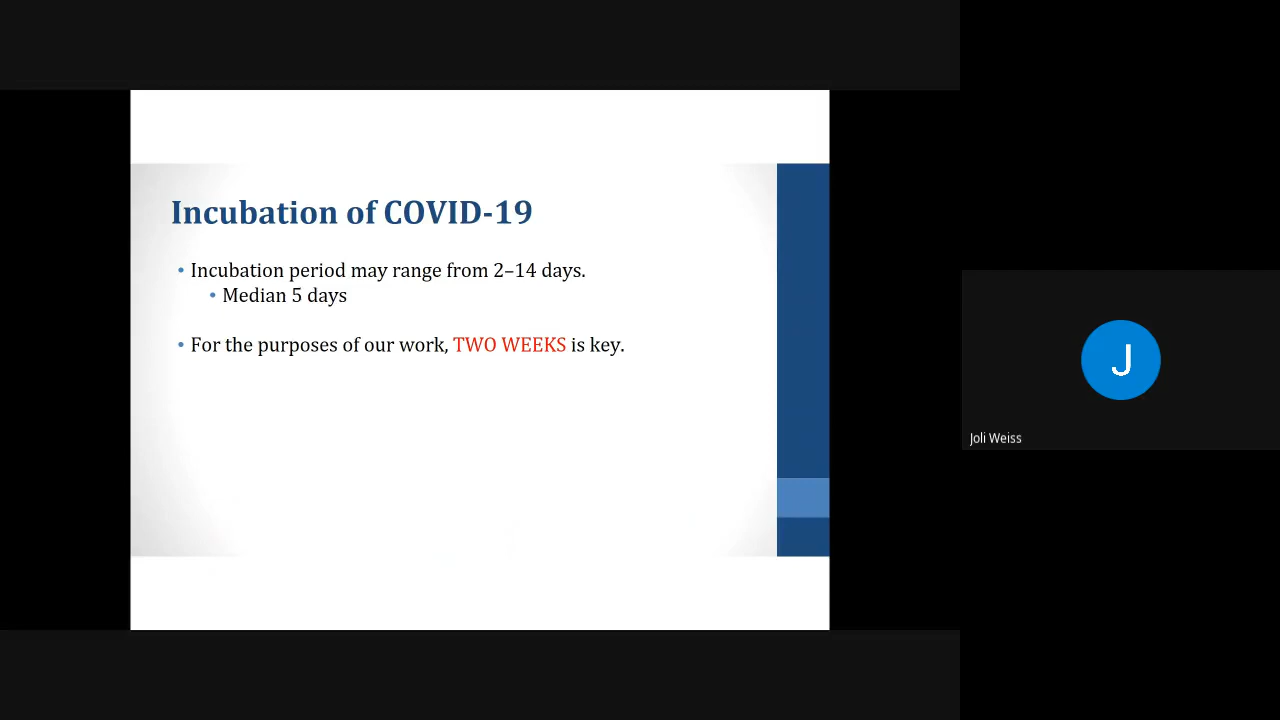 Incubation of COVID-19
• Incubation period may range from 2–14 days.
• Median 5 days
• For the purposes of our work, TWO WEEKS is key.
J
Joli Weiss